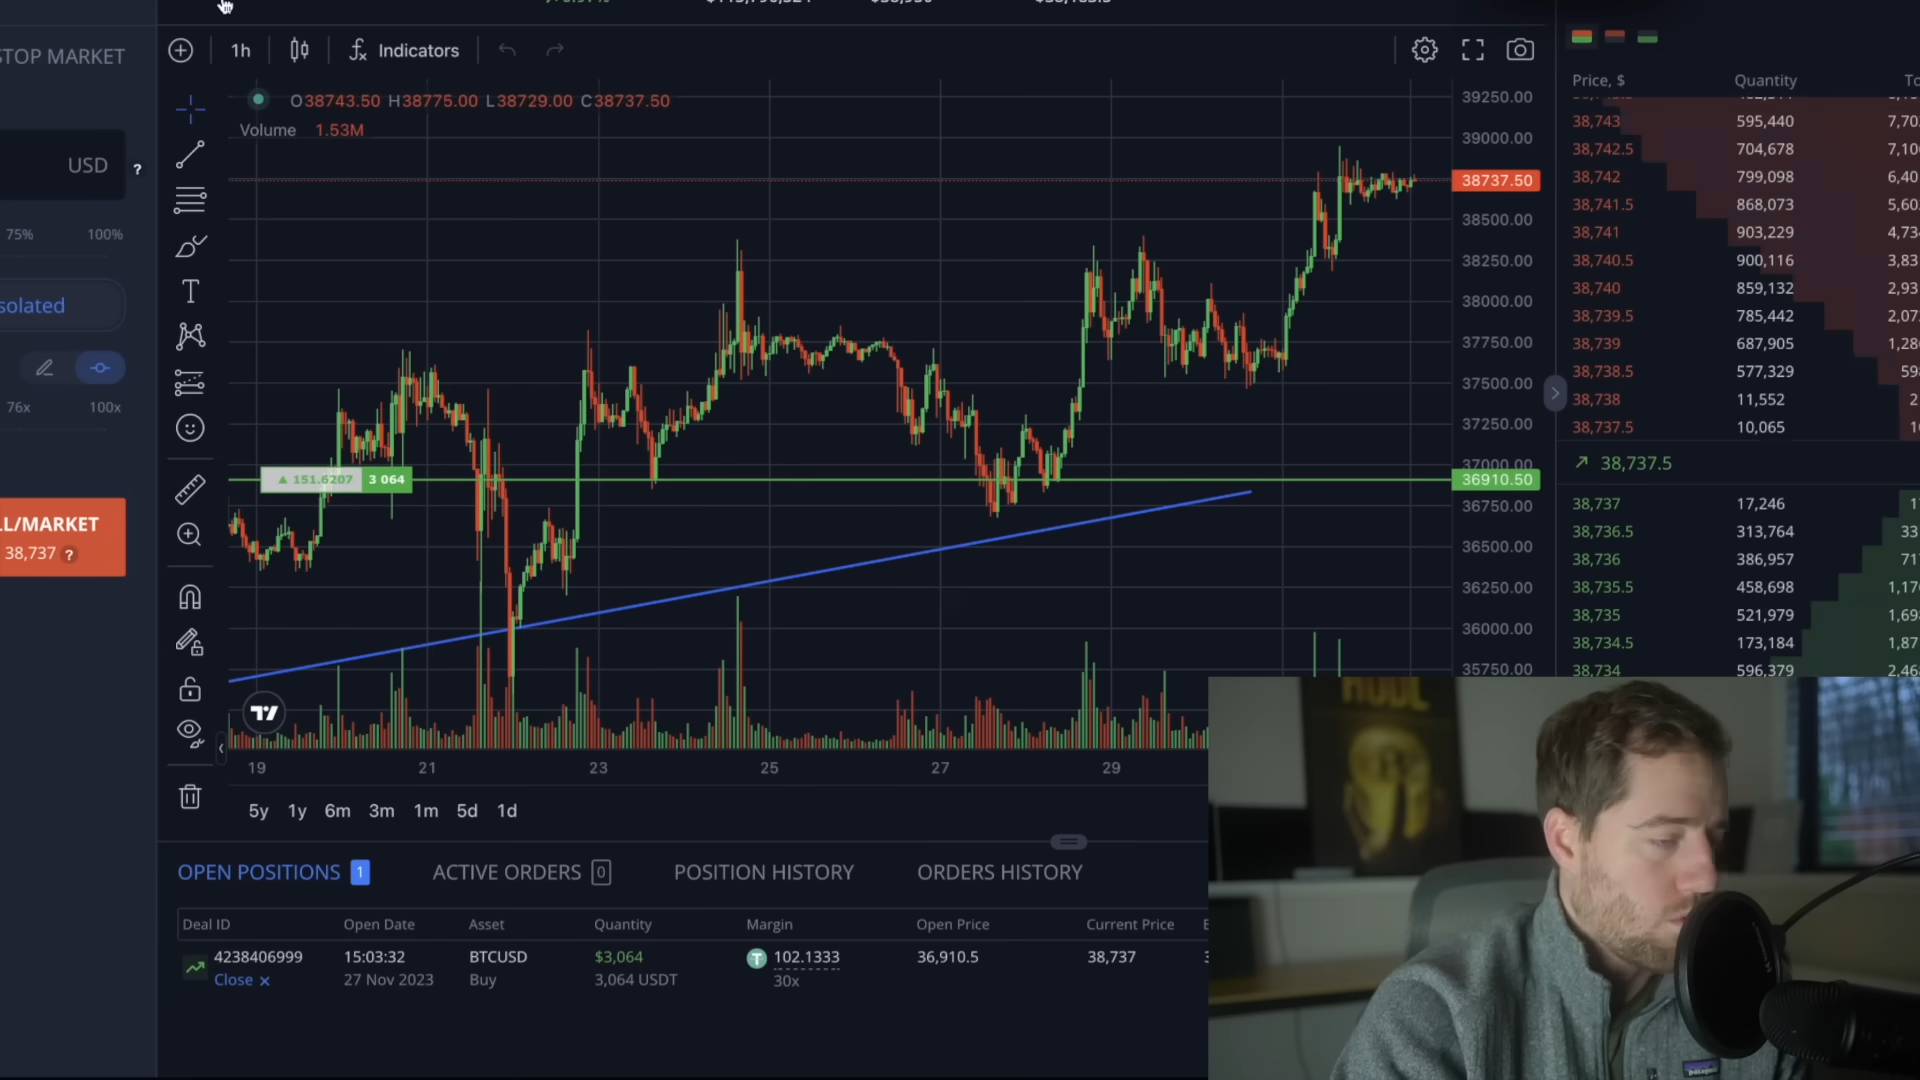 STOP MARKET
1h
Indicators
O38743.50 H38775.00 L38729.00 C38737.50
Volume 1.53M
USD ?
75% 100%
solated
76x 100x
LL/MARKET
38,737 ?
151.6207 3 064
39250.00
39000.00
38737.50
38500.00
38250.00
38000.00
37750.00
37500.00
37250.00
37000.00
36910.50
36750.00
36500.00
36250.00
36000.00
35750.00
19 21 23 25 27 29
5y 1y 6m 3m 1m 5d 1d
Price, $ Quantity To
38,743 595,440 7,70
38,742.5 704,678 7,10
38,742 799,098 6,40
38,741.5 868,073 5,60
38,741 903,229 4,73
38,740.5 900,116 3,83
38,740 859,132 2,93
38,739.5 785,442 2,07
38,739 687,905 1,28
38,738.5 577,329 59
38,738 11,552 2
38,737.5 10,065 1
38,737.5
38,737 17,246 1
38,736.5 313,764 33
38,736 386,957 71
38,735.5 458,698 1,17
38,735 521,979 1,69
38,734.5 173,184 1,87
38,734 596,379 2,46
OPEN POSITIONS 1 ACTIVE ORDERS 0 POSITION HISTORY ORDERS HISTORY
Deal ID Open Date Asset Quantity Margin Open Price Current Price
4238406999 15:03:32 BTCUSD $3,064 102.1333 36,910.5 38,737
Close × 27 Nov 2023 Buy 3,064 USDT 30x
HODL
patagonia